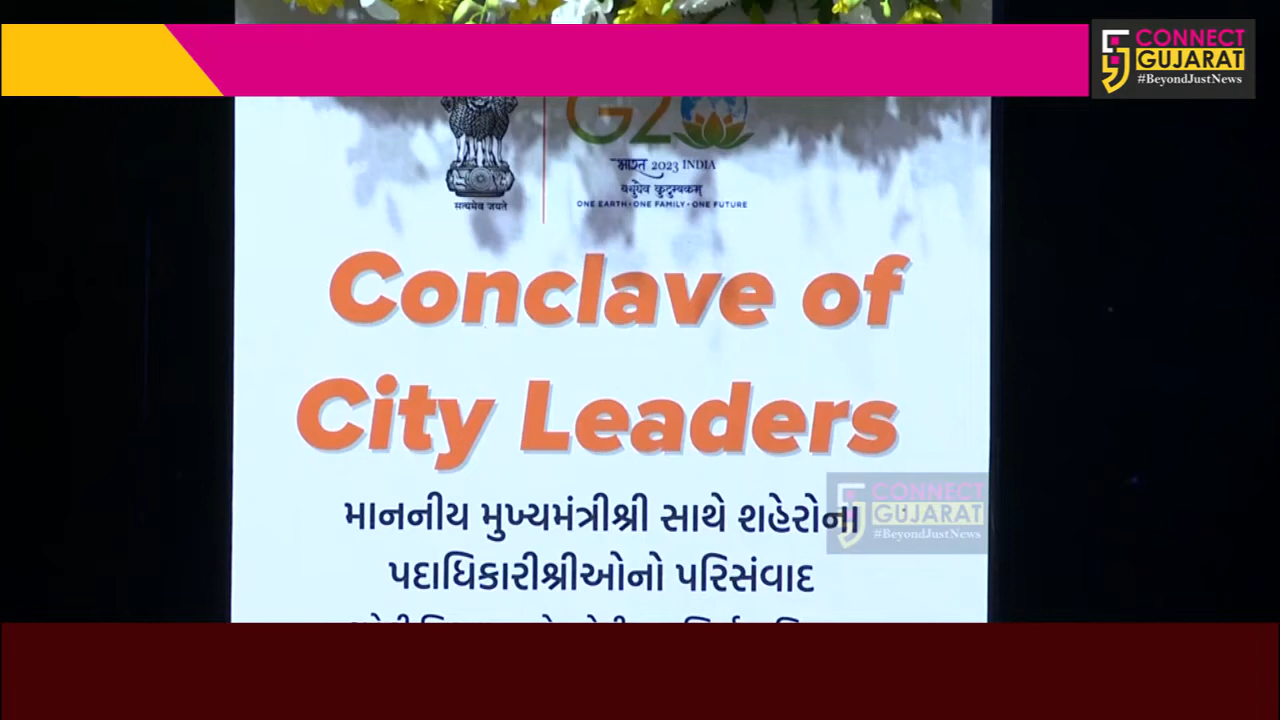 CONNECT
GUJARAT
#BeyondJustNews
G20
भारत 2023 INDIA
वसुधैव कुटुम्बकम्
ONE EARTH • ONE FAMILY • ONE FUTURE
सत्यमेव जयते
Conclave of
City Leaders
માનનીય મુખ્યમંત્રીશ્રી સાથે શહેરોના
પદાધિકારીશ્રીઓનો પરિસંવાદ
CONNECT
GUJARAT
#BeyondJustNews